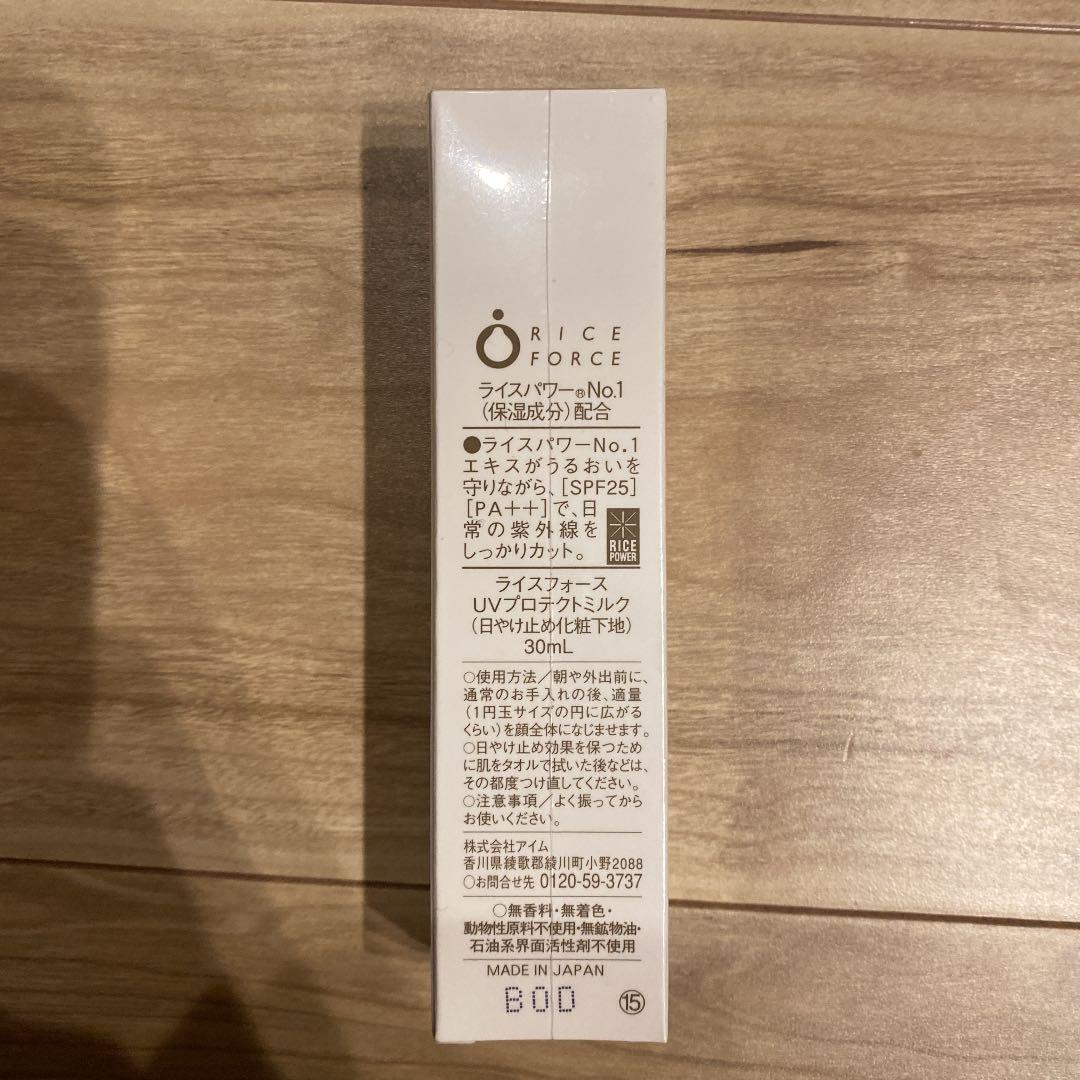 RICE
FORCE
ライスパワー®No.1
(保湿成分)配合
●ライスパワーNo.1
エキスがうるおいを
守りながら、[SPF25]
[PA++]で、日
常の紫外線を
しっかりカット。
RICE
POWER
ライスフォース
UVプロテクトミルク
(日やけ止め化粧下地)
30mL
○使用方法/朝や外出前に、
通常のお手入れの後、適量
(1円玉サイズの円に広がる
くらい)を顔全体になじませます。
○日やけ止め効果を保つため
に肌をタオルで拭いた後などは、
その都度つけ直してください。
○注意事項/よく振ってから
お使いください。
株式会社アイム
香川県綾歌郡綾川町小野2088
○お問合せ先 0120-59-3737
○無香料・無着色・
動物性原料不使用・無鉱物油・
石油系界面活性剤不使用
MADE IN JAPAN
B0D ⑮